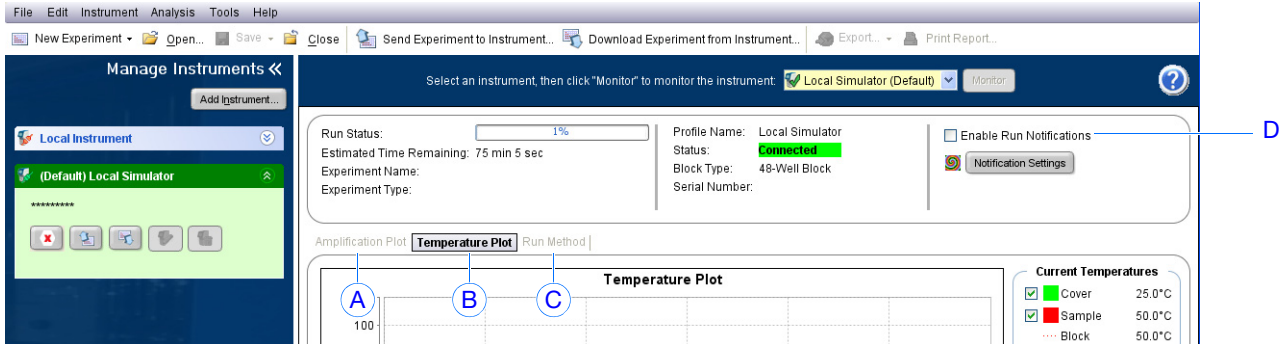 File Edit Instrument Analysis Tools Help
New Experiment Open... Save Close Send Experiment to Instrument... Download Experiment from Instrument... Export... Print Report...
Manage Instruments
Add Instrument...
Local Instrument
(Default) Local Simulator
*********
Select an instrument, then click "Monitor" to monitor the instrument: Local Simulator (Default) Monitor ?
Run Status: 1%
Estimated Time Remaining: 75 min 5 sec
Experiment Name:
Experiment Type:
Profile Name: Local Simulator
Status: Connected
Block Type: 48-Well Block
Serial Number:
Enable Run Notifications D
Notification Settings
Amplification Plot Temperature Plot Run Method
A B C
Temperature Plot
100
Current Temperatures
Cover 25.0°C
Sample 50.0°C
Block 50.0°C